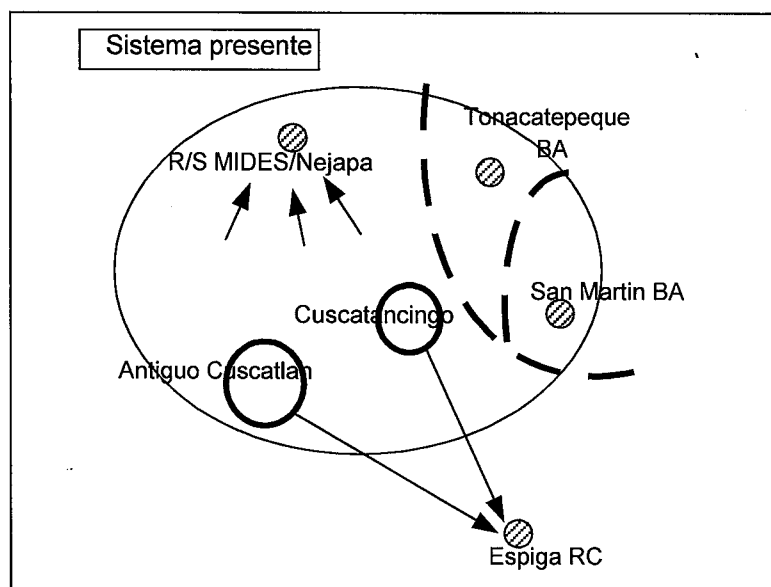 Sistema presente
Tonacatepeque
BA
R/S MIDES/Nejapa
San Martin BA
Cuscatancingo
Antiguo Cuscatlan
Espiga RC